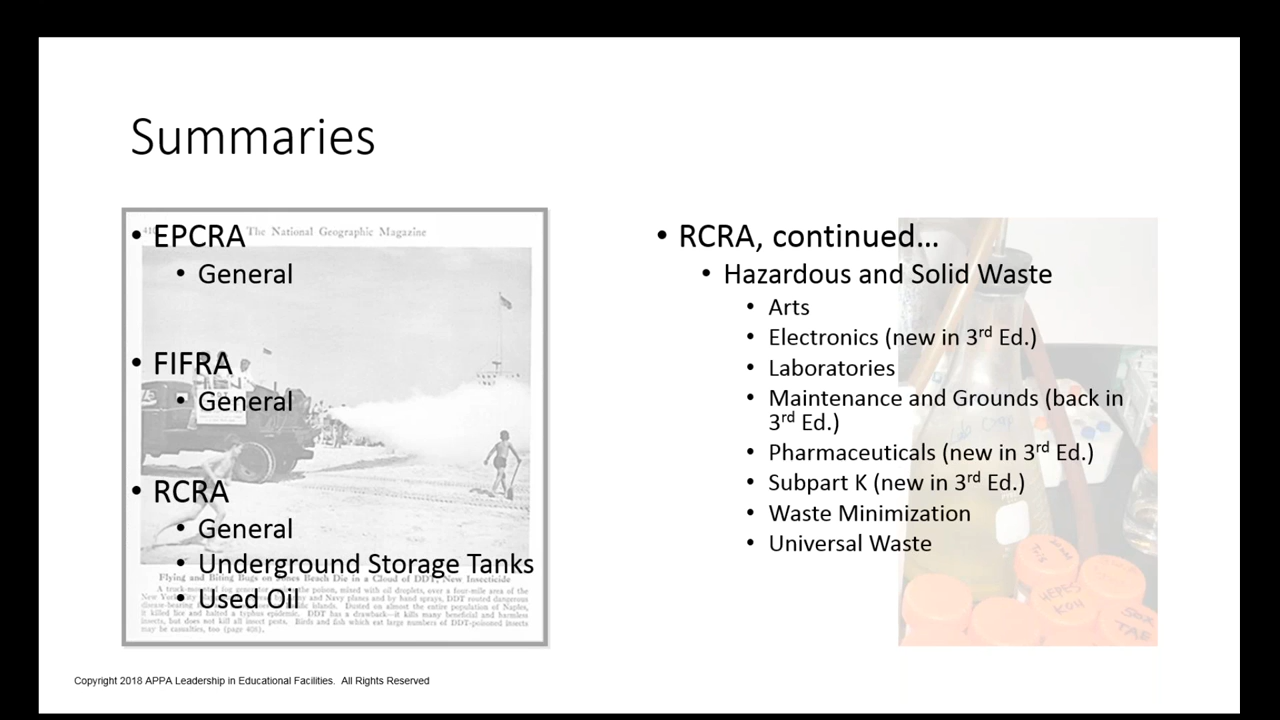 Summaries
• EPCRA
• General
• FIFRA
• General
• RCRA
• General
• Underground Storage Tanks
• Used Oil
The National Geographic Magazine
Flying and Biting Bugs on Jones Beach Die in a Cloud of DDT, New Insecticide
• RCRA, continued…
• Hazardous and Solid Waste
• Arts
• Electronics (new in 3rd Ed.)
• Laboratories
• Maintenance and Grounds (back in
3rd Ed.)
• Pharmaceuticals (new in 3rd Ed.)
• Subpart K (new in 3rd Ed.)
• Waste Minimization
• Universal Waste
Copyright 2018 APPA Leadership in Educational Facilities. All Rights Reserved